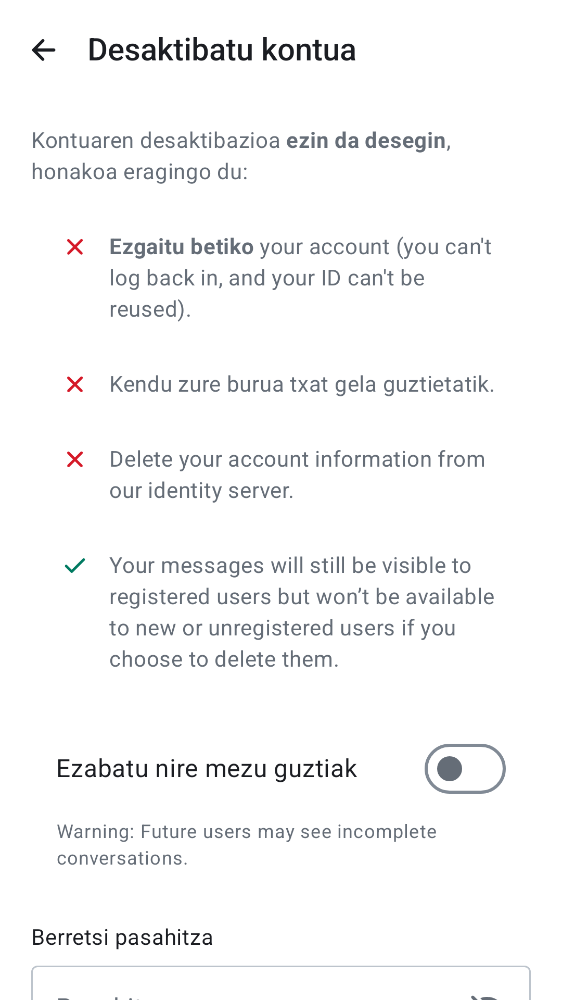 Desaktibatu kontua
Kontuaren desaktibazioa ezin da desegin,
honakoa eragingo du:
Ezgaitu betiko your account (you can't
log back in, and your ID can't be
reused).
Kendu zure burua txat gela guztietatik.
Delete your account information from
our identity server.
Your messages will still be visible to
registered users but won’t be available
to new or unregistered users if you
choose to delete them.
Ezabatu nire mezu guztiak
Warning: Future users may see incomplete
conversations.
Berretsi pasahitza